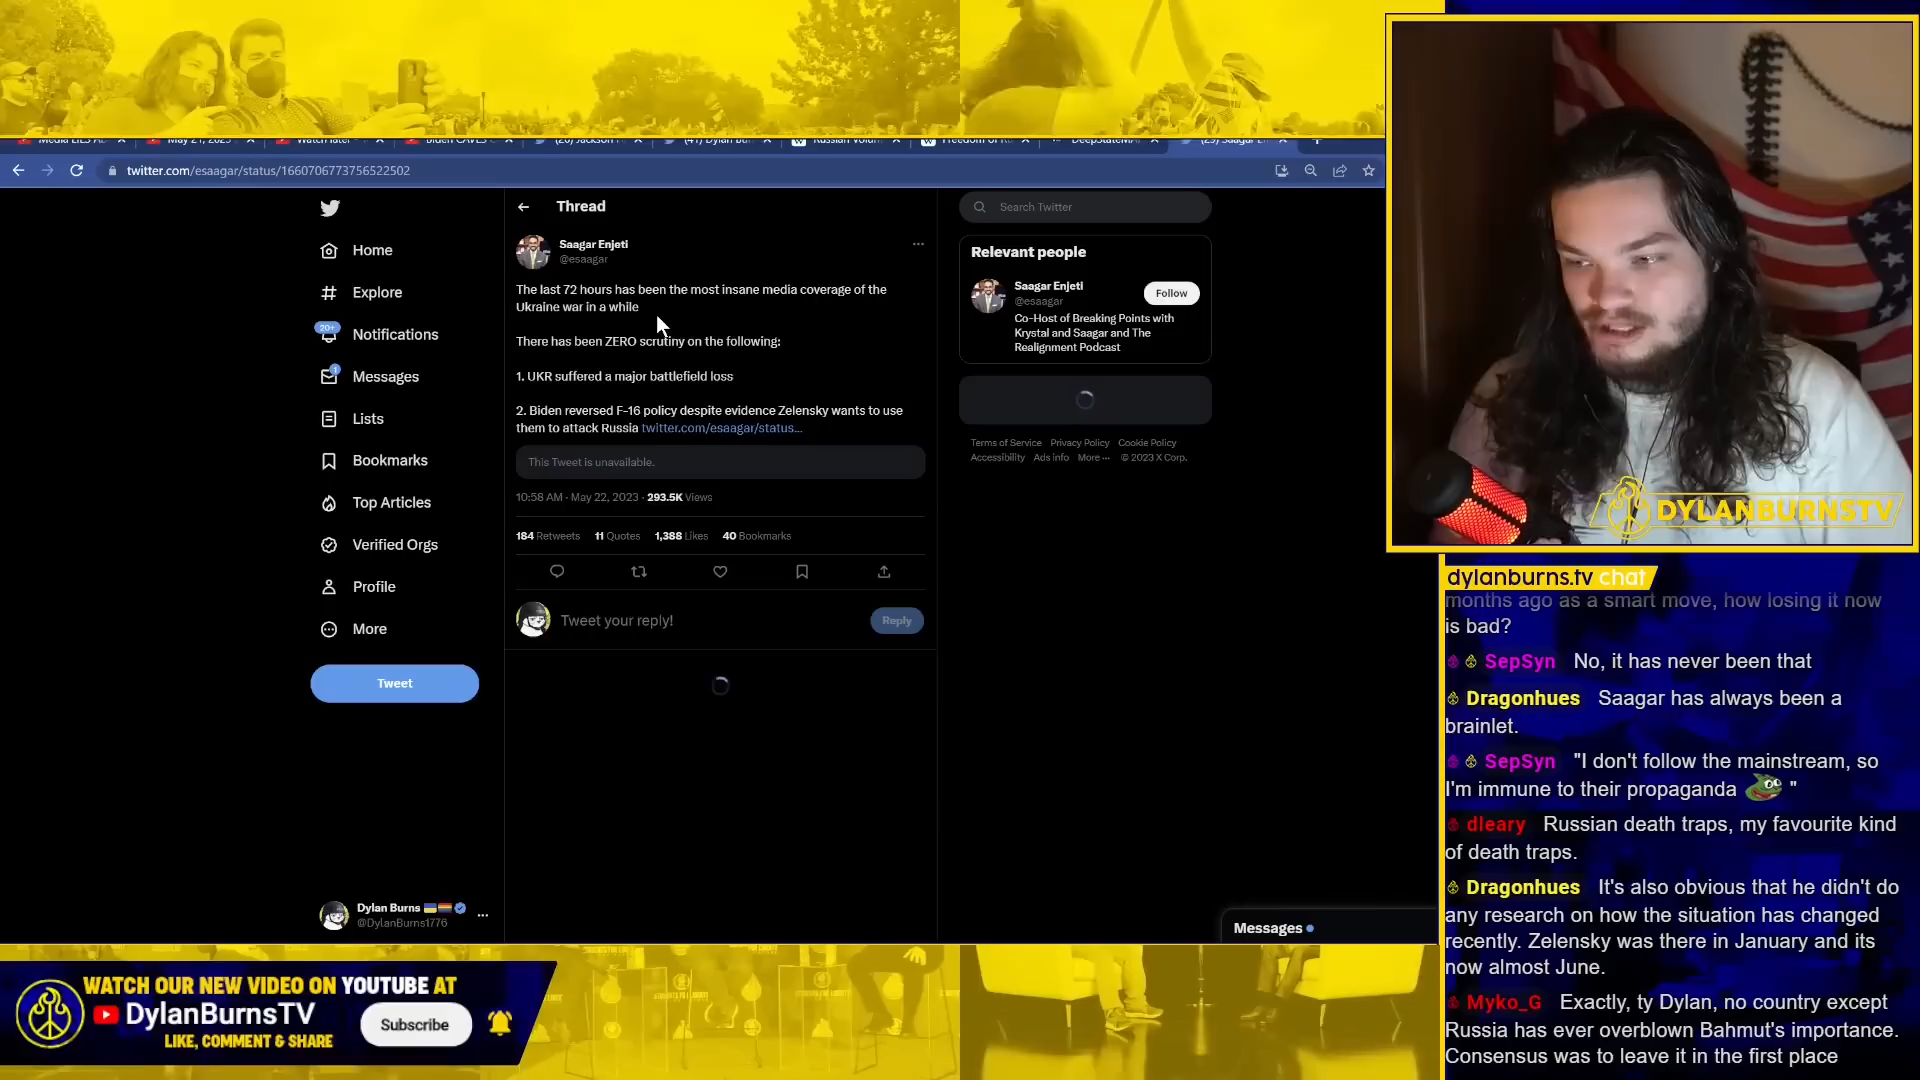 twitter.com/esaagar/status/1660706773756522502
Thread
Saagar Enjeti
@esaagar
The last 72 hours has been the most insane media coverage of the
Ukraine war in a while
There has been ZERO scrutiny on the following:
1. UKR suffered a major battlefield loss
2. Biden reversed F-16 policy despite evidence Zelensky wants to use
them to attack Russia twitter.com/esaagar/status...
This Tweet is unavailable.
10:58 AM · May 22, 2023 · 293.5K Views
184 Retweets 11 Quotes 1,388 Likes 40 Bookmarks
Tweet your reply!
Reply
Home
Explore
20+
Notifications
1
Messages
Lists
Bookmarks
Top Articles
Verified Orgs
Profile
More
Tweet
Dylan Burns
@DylanBurns1776
Search Twitter
Relevant people
Saagar Enjeti
@esaagar
Follow
Co-Host of Breaking Points with
Krystal and Saagar and The
Realignment Podcast
Terms of Service Privacy Policy Cookie Policy
Accessibility Ads info More ··· © 2023 X Corp.
Messages
DYLANBURNSTV
dylanburns.tv chat
months ago as a smart move, how losing it now
is bad?
SepSyn No, it has never been that
Dragonhues Saagar has always been a
brainlet.
SepSyn "I don't follow the mainstream, so
I'm immune to their propaganda "
dleary Russian death traps, my favourite kind
of death traps.
Dragonhues It's also obvious that he didn't do
any research on how the situation has changed
recently. Zelensky was there in January and its
now almost June.
Myko_G Exactly, ty Dylan, no country except
Russia has ever overblown Bahmut's importance.
Consensus was to leave it in the first place
WATCH OUR NEW VIDEO ON YOUTUBE AT
DylanBurnsTV
LIKE, COMMENT & SHARE
Subscribe